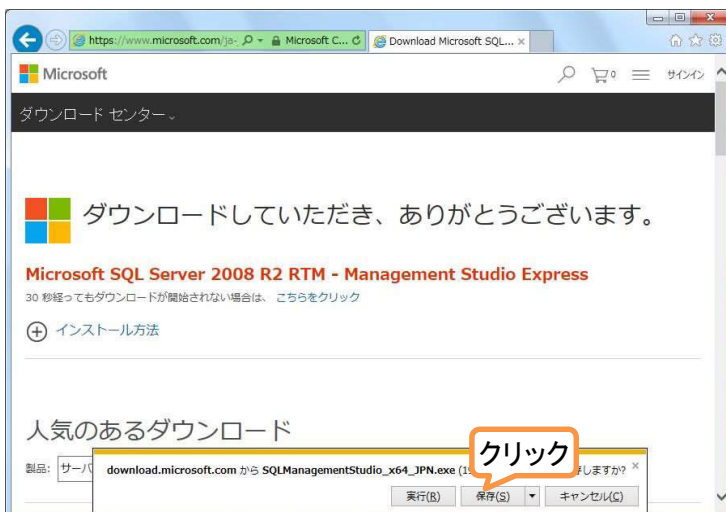 https://www.microsoft.com/ja- Microsoft C... Download Microsoft SQL...
Microsoft 0 サインイン
ダウンロード センター
ダウンロードしていただき、ありがとうございます。
Microsoft SQL Server 2008 R2 RTM - Management Studio Express
30 秒経ってもダウンロードが開始されない場合は、 こちらをクリック
インストール方法
人気のあるダウンロード
クリック
製品: サーバ
download.microsoft.com から SQLManagementStudio_x64_JPN.exe しますか?
実行(R) 保存(S) キャンセル(C)